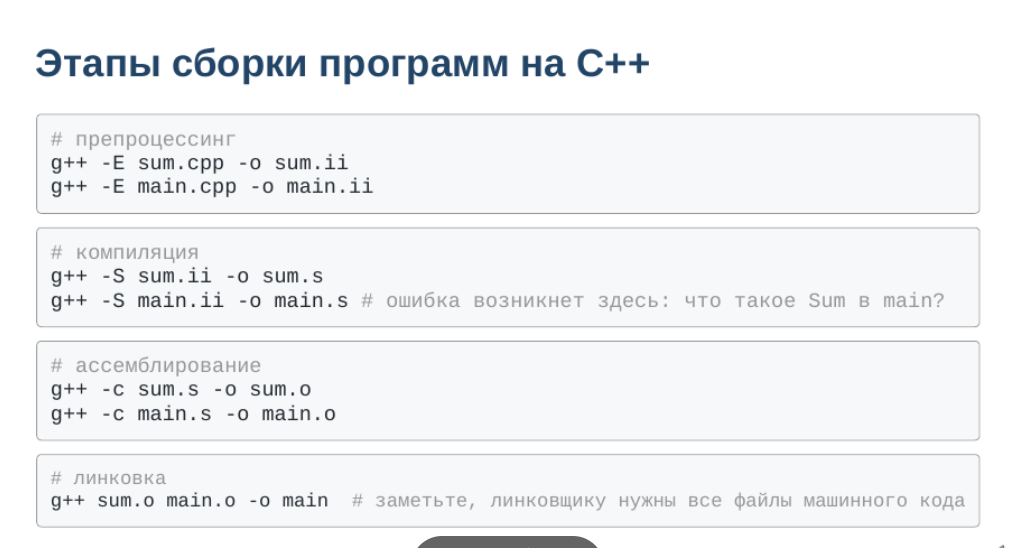 Этапы сборки программ на C++
# препроцессинг
g++ -E sum.cpp -o sum.ii
g++ -E main.cpp -o main.ii
# компиляция
g++ -S sum.ii -o sum.s
g++ -S main.ii -o main.s # ошибка возникнет здесь: что такое Sum в main?
# ассемблирование
g++ -c sum.s -o sum.o
g++ -c main.s -o main.o
# линковка
g++ sum.o main.o -o main  # заметьте, линковщику нужны все файлы машинного кода